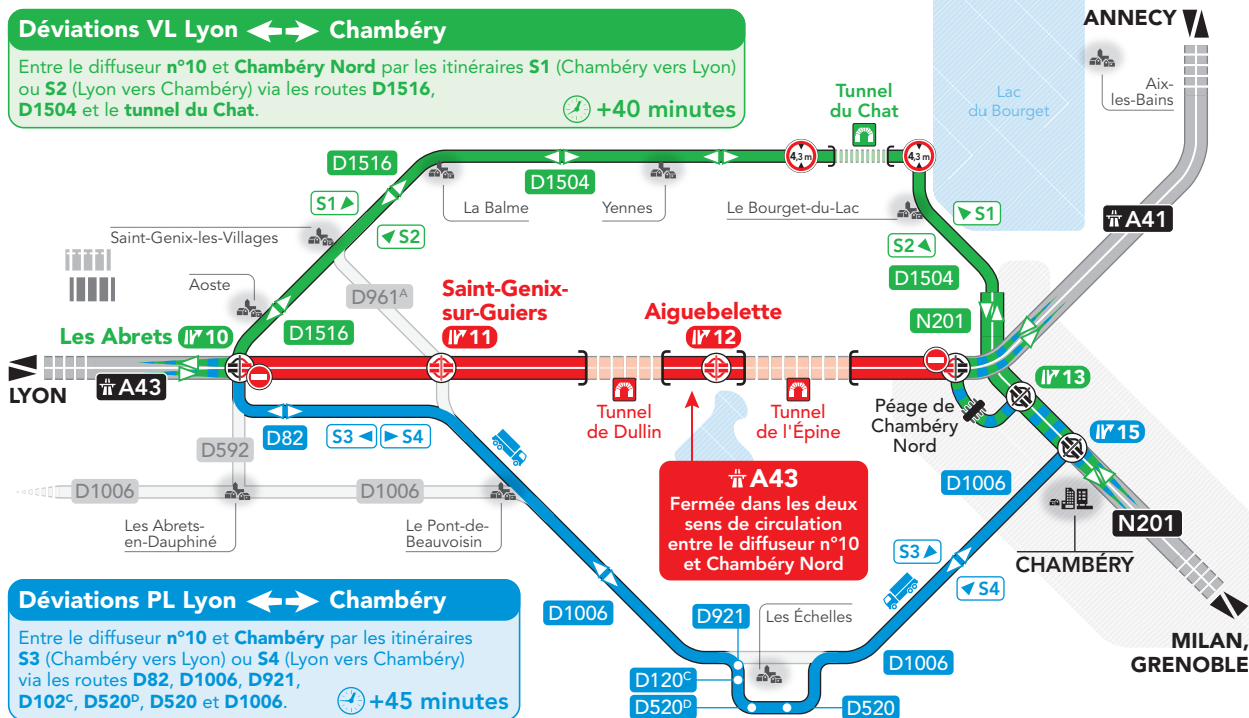 Déviations VL Lyon Chambéry
Entre le diffuseur n°10 et Chambéry Nord par les itinéraires S1 (Chambéry vers Lyon)
ou S2 (Lyon vers Chambéry) via les routes D1516,
D1504 et le tunnel du Chat.
+40 minutes
ANNECY
Aix-
les-Bains
Lac
du Bourget
Tunnel
du Chat
4,3 m
4,3 m
D1516
D1504
La Balme
Yennes
Le Bourget-du-Lac
S1
S2
S1
S2
D1504
A41
Saint-Genix-les-Villages
Aoste
D961A
D1516
N201
Les Abrets 10
Saint-Genix-
sur-Guiers
11
Aiguebelette
12
13
LYON
A43
Tunnel
de Dullin
Tunnel
de l'Épine
Péage de
Chambéry
Nord
15
D82
S3
S4
D592
D1006
D1006
D1006
Les Abrets-
en-Dauphiné
Le Pont-de-
Beauvoisin
A43
Fermée dans les deux
sens de circulation
entre le diffuseur n°10
et Chambéry Nord
N201
CHAMBÉRY
S3
S4
MILAN,
GRENOBLE
Déviations PL Lyon Chambéry
Entre le diffuseur n°10 et Chambéry par les itinéraires
S3 (Chambéry vers Lyon) ou S4 (Lyon vers Chambéry)
via les routes D82, D1006, D921,
D102C, D520D, D520 et D1006.
+45 minutes
D1006
D921
Les Échelles
D120C
D520D
D520
D1006